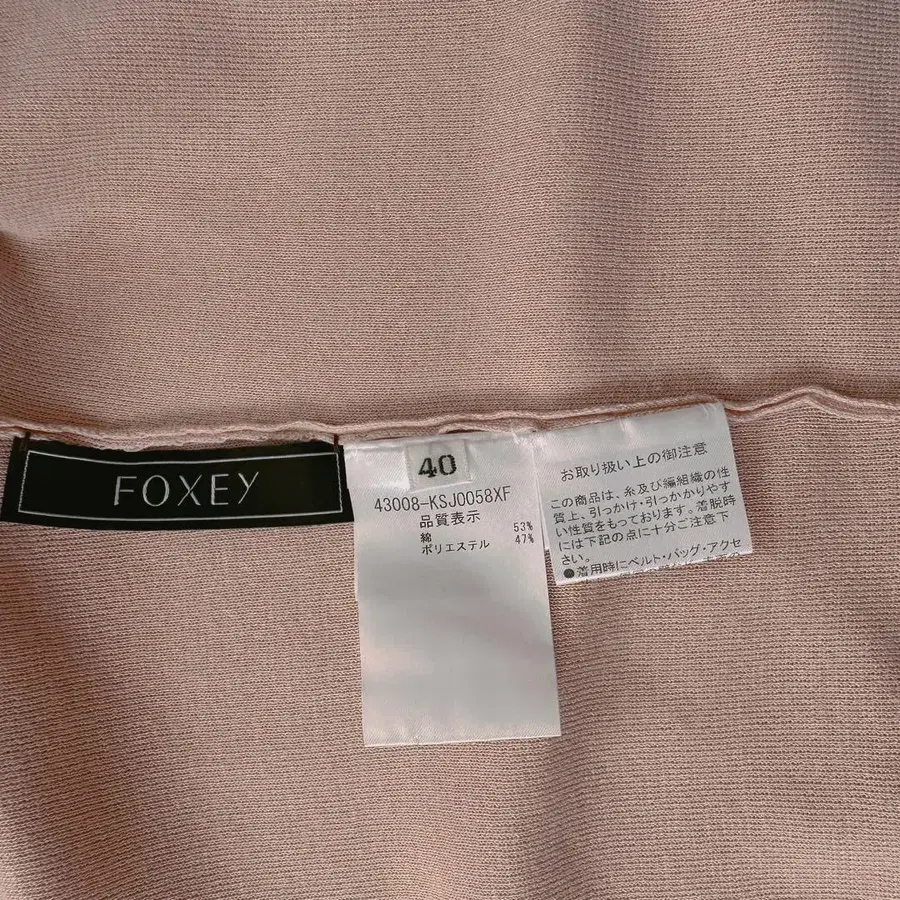 FOXEY
40
43008-KSJ0058XF
品質表示
綿 53%
ポリエステル 47%
お取り扱い上の御注意
この商品は、糸及び編組織の性
質上、引っかけ・引っかかりやす
い性質をもっております。着脱時
には下記の点に十分ご注意下
さい。
●着用時にベルト・バッグ・アクセ